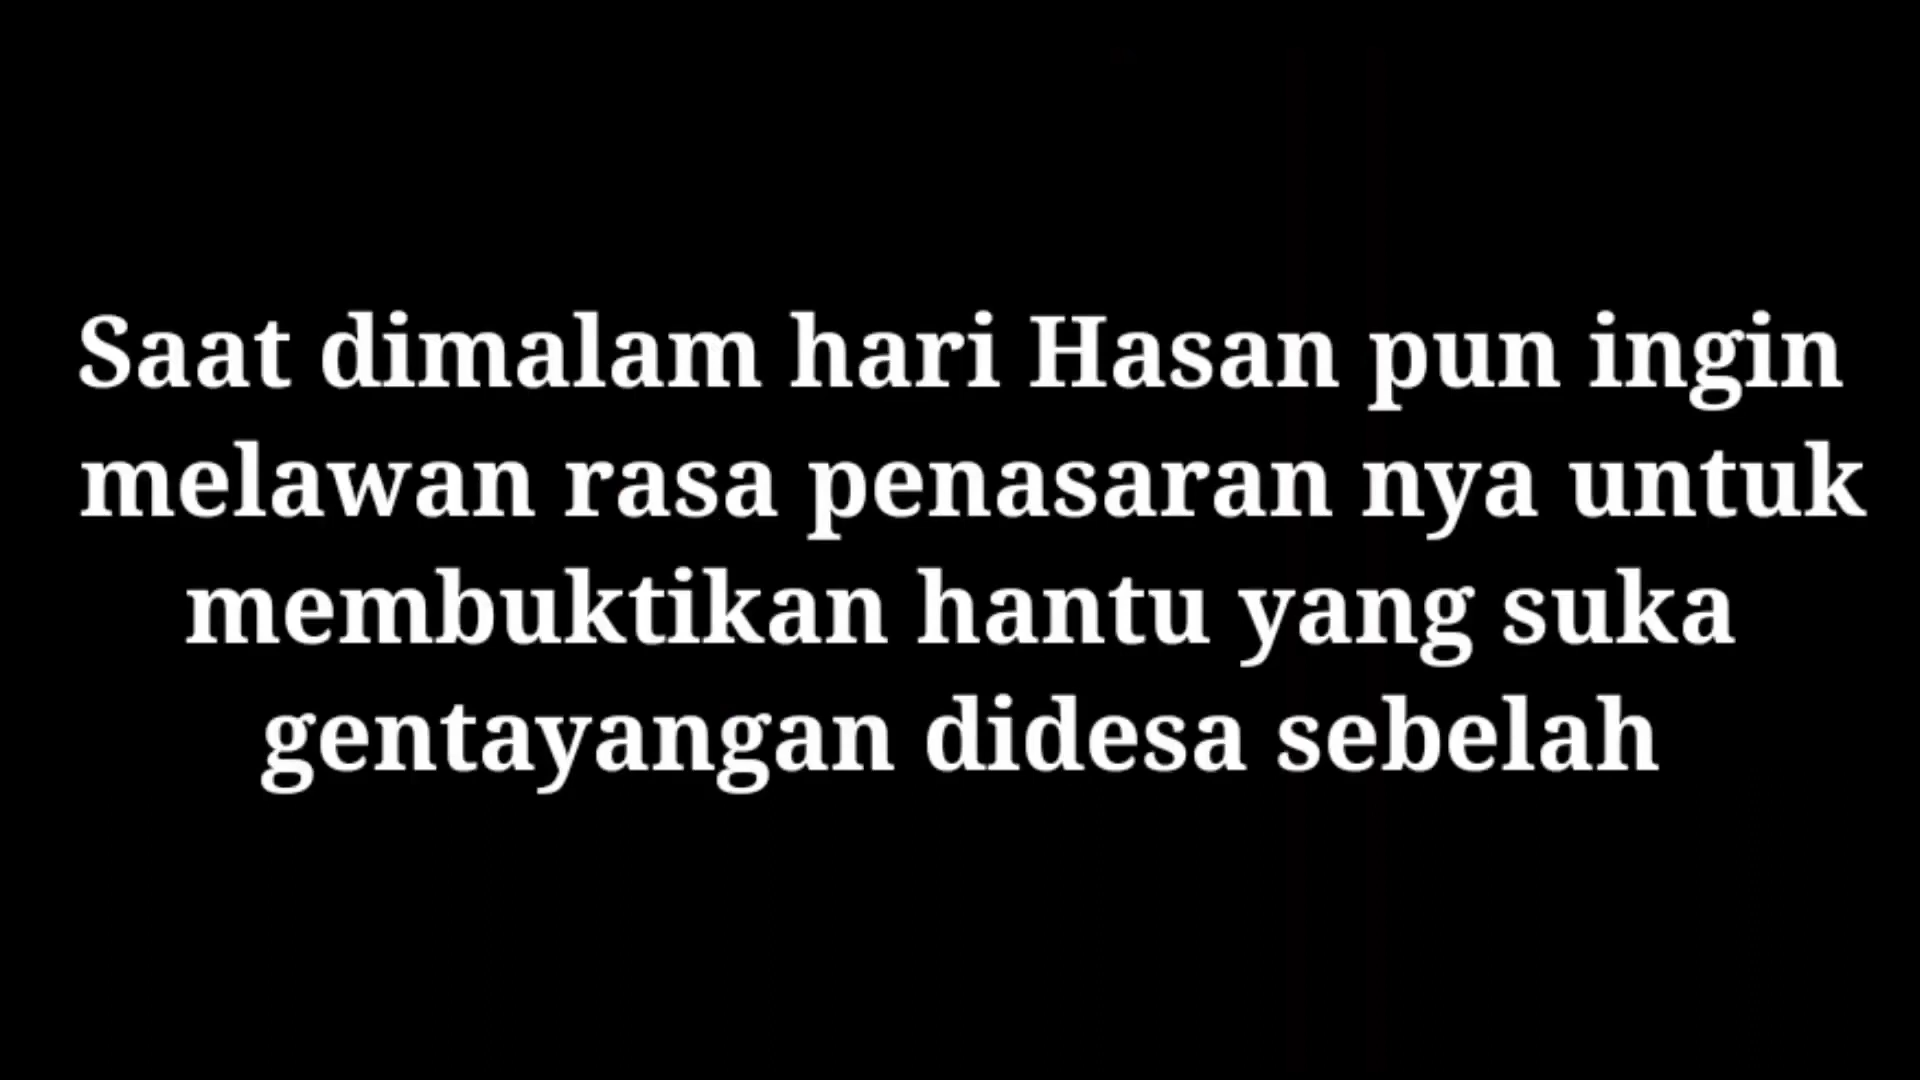 Saat dimalam hari Hasan pun ingin
melawan rasa penasaran nya untuk
membuktikan hantu yang suka
gentayangan didesa sebelah